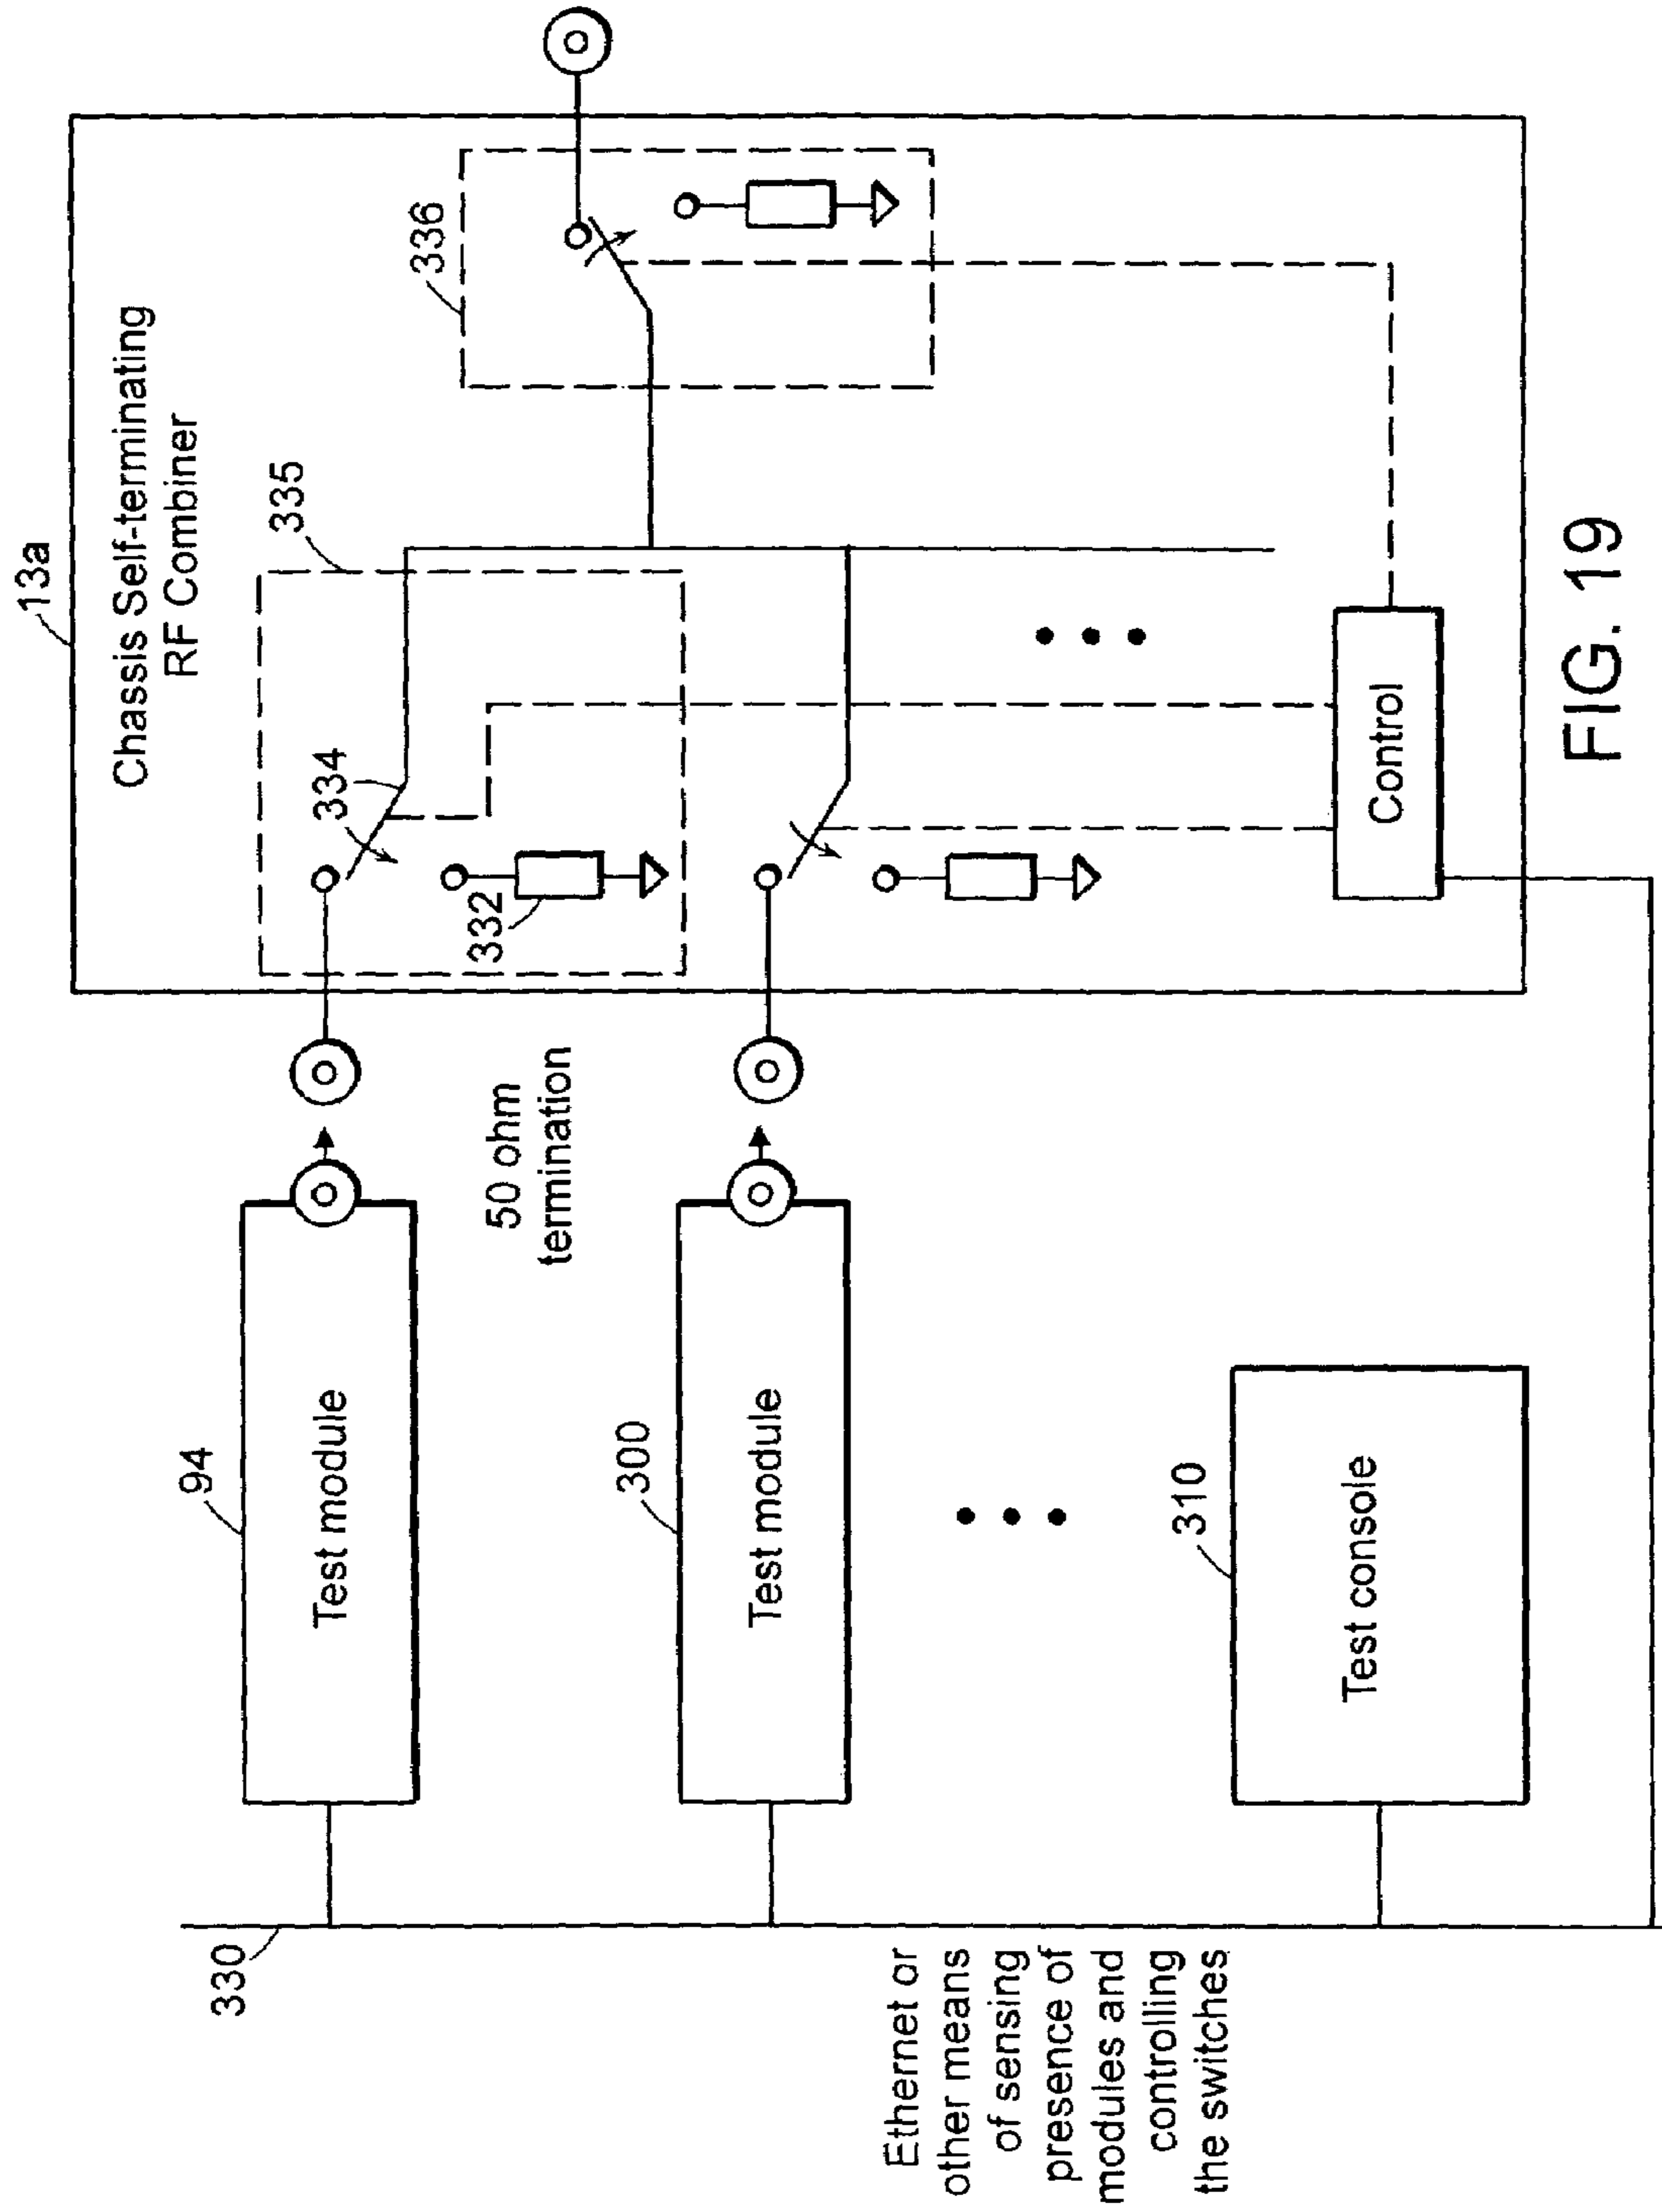 13a
Chassis Self-terminating
RF Combiner
335
336
334
332
94
Test module
50 ohm
termination
300
Test module
310
Test console
Control
330
Ethernet or
other means
of sensing
presence of
modules and
controlling
the switches
FIG. 19